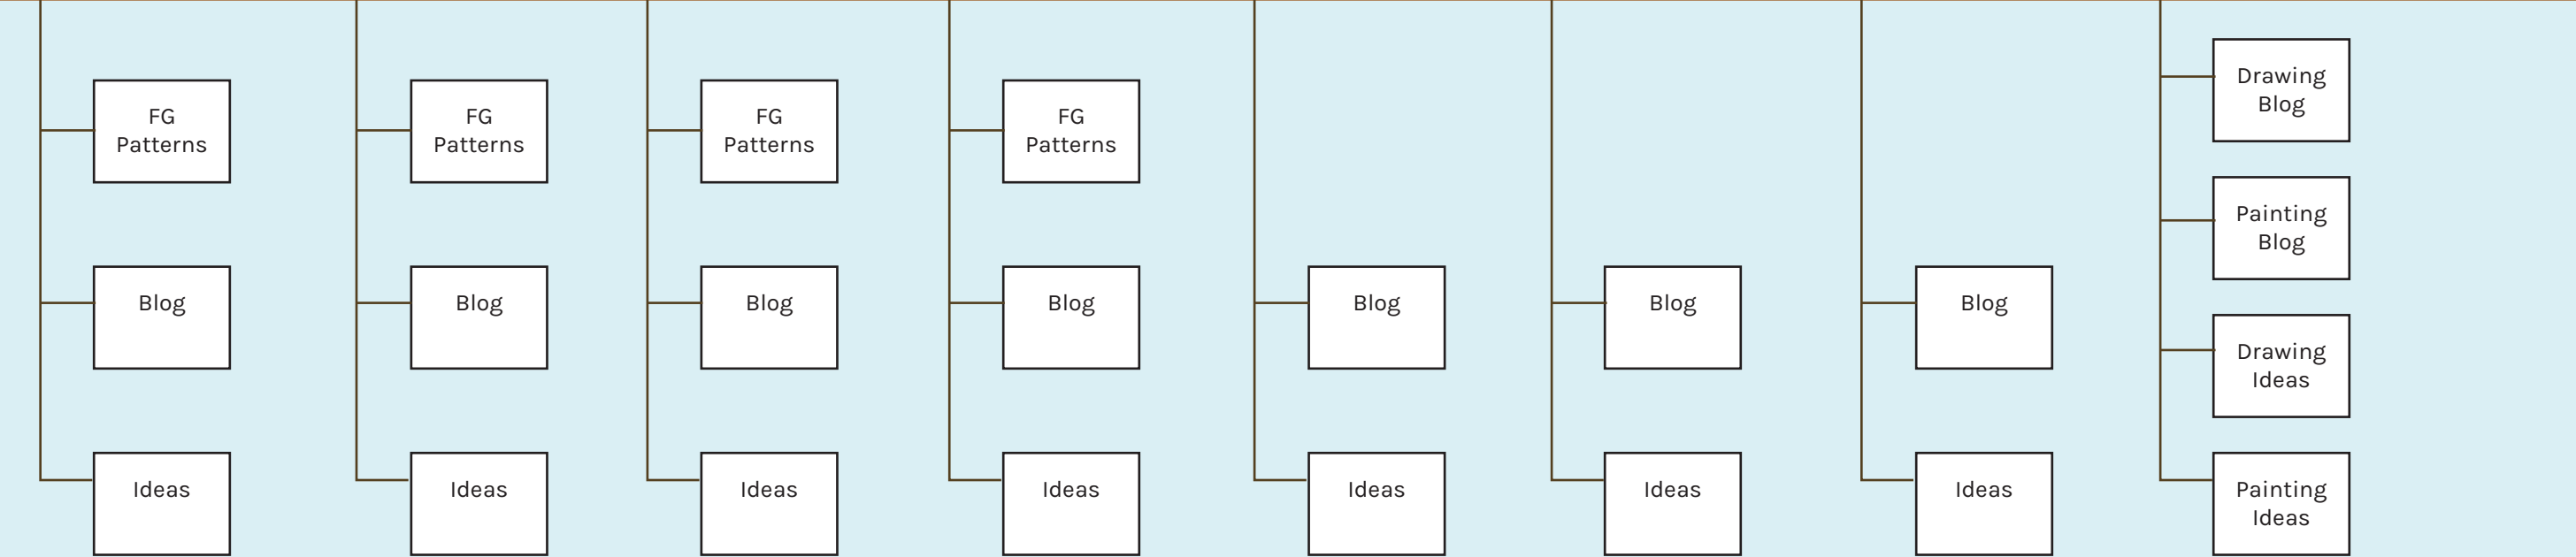 FG
Patterns
Blog
Ideas
FG
Patterns
Blog
Ideas
FG
Patterns
Blog
Ideas
FG
Patterns
Blog
Ideas
Blog
Ideas
Blog
Ideas
Blog
Ideas
Drawing
Blog
Painting
Blog
Drawing
Ideas
Painting
Ideas